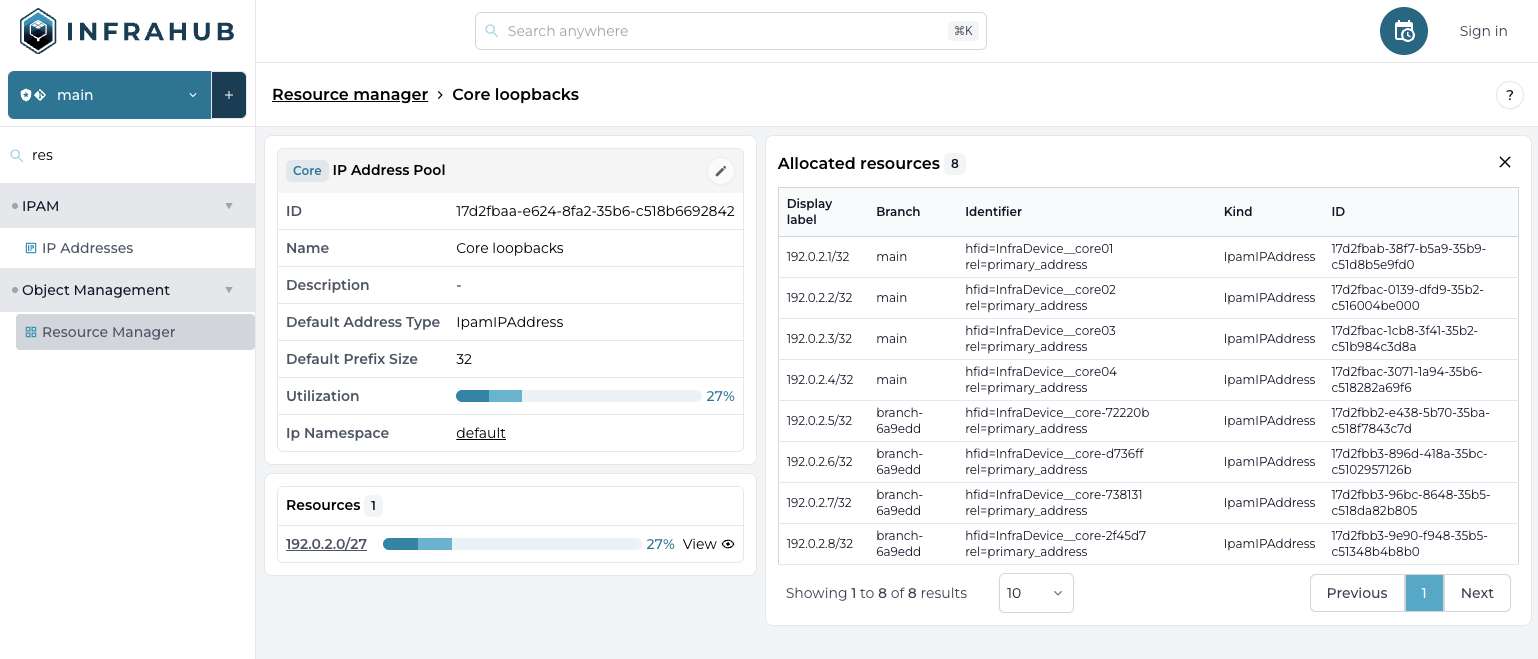 INFRAHUB
Search anywhere
⌘K
Sign in
main
+
Resource manager › Core loopbacks
?
res
IPAM
IP Addresses
Object Management
Resource Manager
Core IP Address Pool
ID 17d2fbaa-e624-8fa2-35b6-c518b6692842
Name Core loopbacks
Description -
Default Address Type IpamIPAddress
Default Prefix Size 32
Utilization 27%
Ip Namespace default
Resources 1
192.0.2.0/27 27% View
Allocated resources 8
Display
label Branch Identifier Kind ID
192.0.2.1/32 main hfid=InfraDevice__core01
rel=primary_address IpamIPAddress 17d2fbab-38f7-b5a9-35b9-
c51d8b5e9fd0
192.0.2.2/32 main hfid=InfraDevice__core02
rel=primary_address IpamIPAddress 17d2fbac-0139-dfd9-35b2-
c516004be000
192.0.2.3/32 main hfid=InfraDevice__core03
rel=primary_address IpamIPAddress 17d2fbac-1cb8-3f41-35b2-
c51b984c3d8a
192.0.2.4/32 main hfid=InfraDevice__core04
rel=primary_address IpamIPAddress 17d2fbac-3071-1a94-35b6-
c518282a69f6
192.0.2.5/32 branch-
6a9edd hfid=InfraDevice__core-72220b
rel=primary_address IpamIPAddress 17d2fbb2-e438-5b70-35ba-
c518f7843c7d
192.0.2.6/32 branch-
6a9edd hfid=InfraDevice__core-d736ff
rel=primary_address IpamIPAddress 17d2fbb3-896d-418a-35bc-
c5102957126b
192.0.2.7/32 branch-
6a9edd hfid=InfraDevice__core-738131
rel=primary_address IpamIPAddress 17d2fbb3-96bc-8648-35b5-
c518da82b805
192.0.2.8/32 branch-
6a9edd hfid=InfraDevice__core-2f45d7
rel=primary_address IpamIPAddress 17d2fbb3-9e90-f948-35b5-
c51348b4b8b0
Showing 1 to 8 of 8 results
10
Previous 1 Next